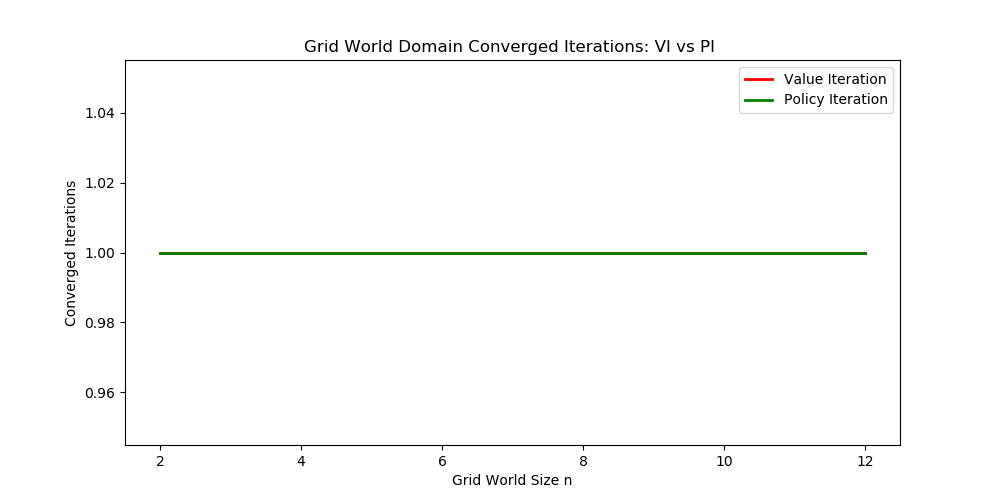 Grid World Domain Converged Iterations: VI vs PI
Value Iteration
Policy Iteration
Converged Iterations
1.04
1.02
1.00
0.98
0.96
2 4 6 8 10 12
Grid World Size n